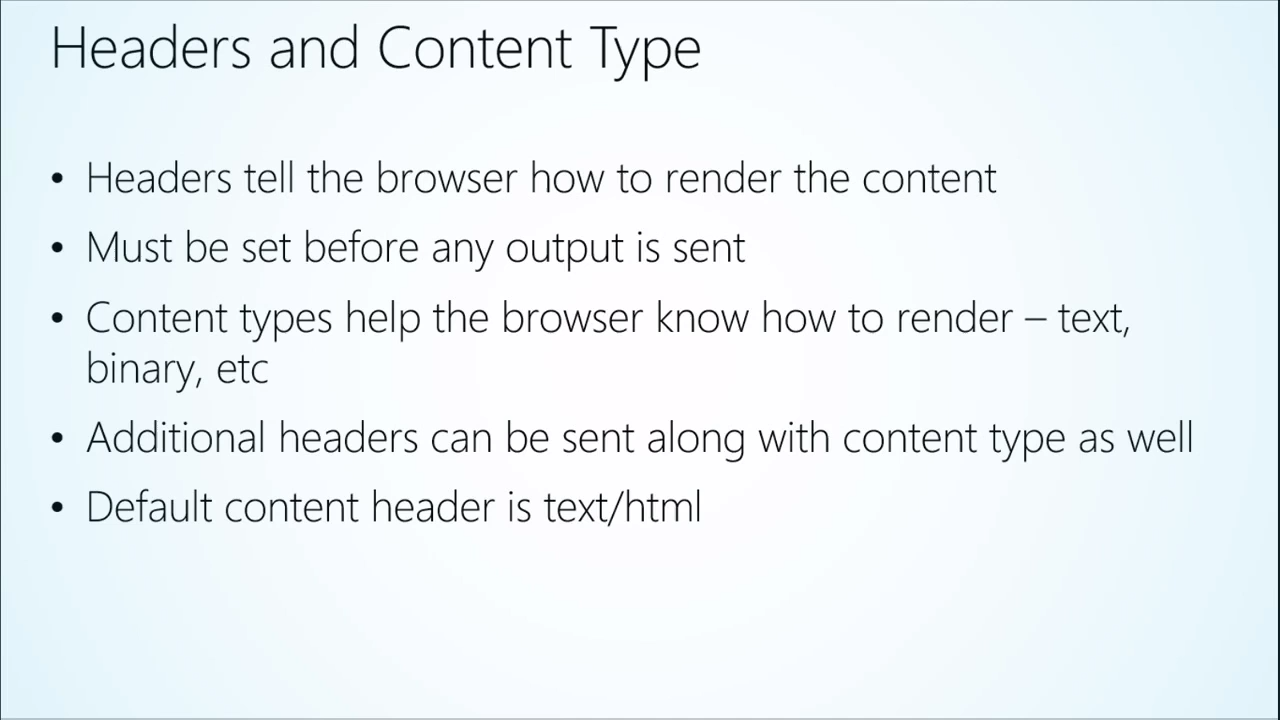 Headers and Content Type
• Headers tell the browser how to render the content
• Must be set before any output is sent
• Content types help the browser know how to render – text,
binary, etc
• Additional headers can be sent along with content type as well
• Default content header is text/html